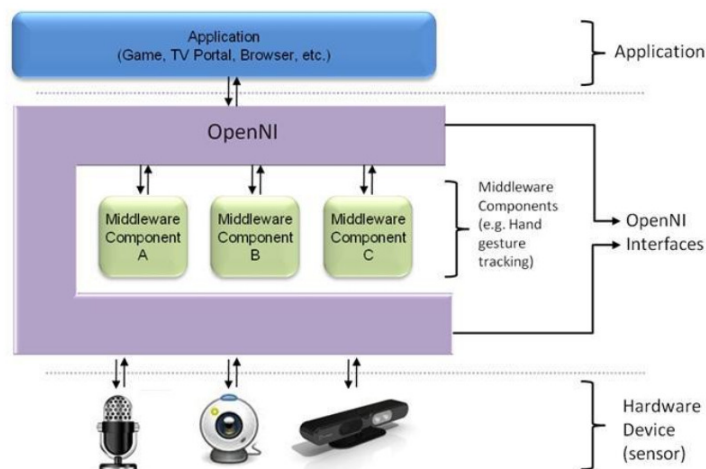 Application
(Game, TV Portal, Browser, etc.)
Application
OpenNI
Middleware
Component
A
Middleware
Component
B
Middleware
Component
C
Middleware
Components
(e.g. Hand
gesture
tracking)
OpenNI
Interfaces
Hardware
Device
(sensor)